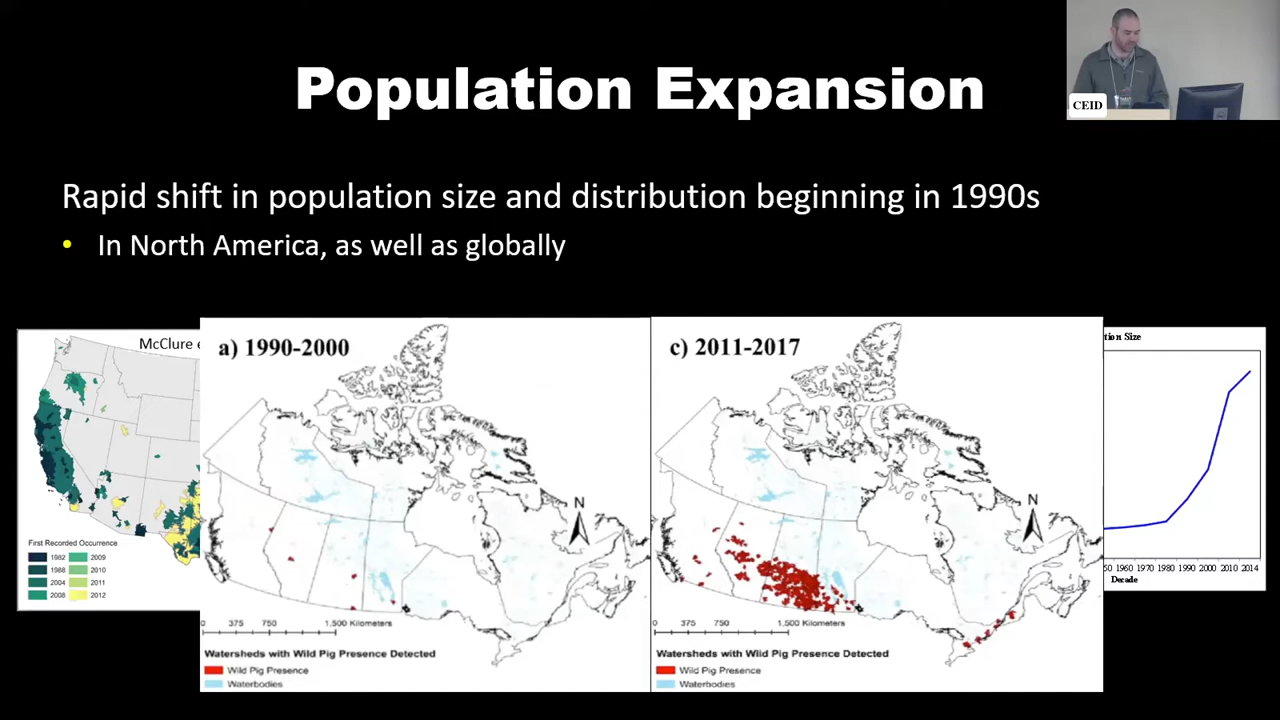 CEID
Population Expansion
Rapid shift in population size and distribution beginning in 1990s
• In North America, as well as globally
McClure e
First Recorded Occurrence
1982 2009
1988 2010
2004 2011
2008 2012
a) 1990-2000
N
0 375 750 1,500 Kilometers
Watersheds with Wild Pig Presence Detected
Wild Pig Presence
Waterbodies
c) 2011-2017
N
0 375 750 1,500 Kilometers
Watersheds with Wild Pig Presence Detected
Wild Pig Presence
Waterbodies
tion Size
50 1960 1970 1980 1990 2000 2010 2014
Decade